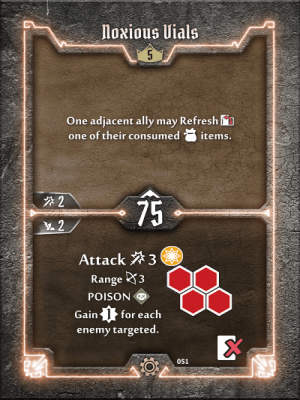 Noxious Vials
5
One adjacent ally may Refresh
one of their consumed items.
2
75
2
Attack 3
Range 3
POISON
Gain 1 for each
enemy targeted.
051